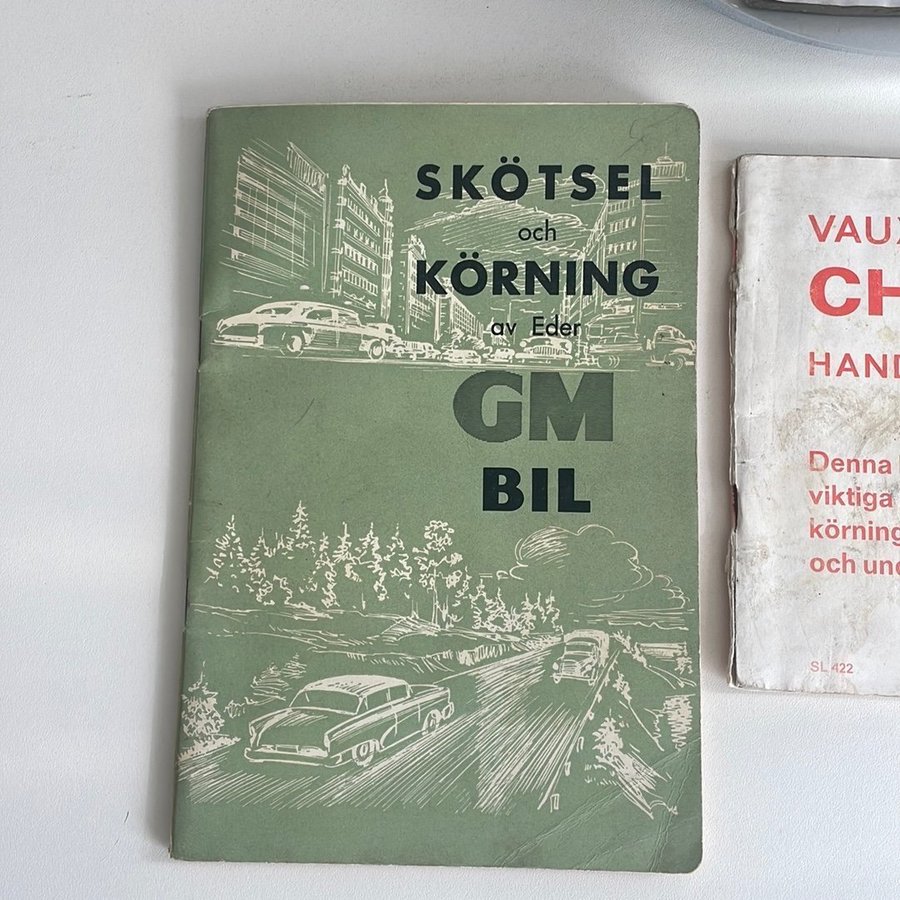 SKÖTSEL
och
KÖRNING
av Eder
GM
BIL
VAUX
CH
HAND
Denna
viktiga
körning
och und
SL 422